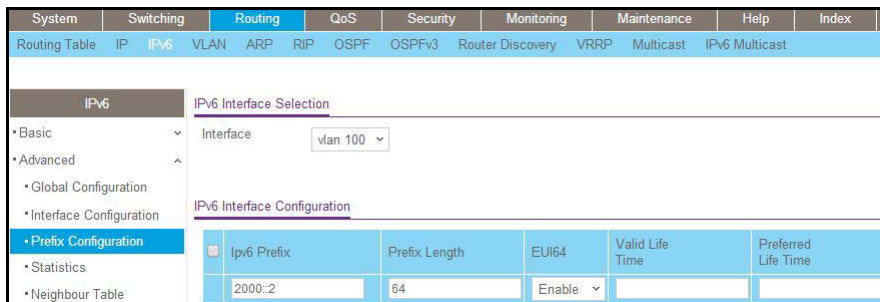 System Switching Routing QoS Security Monitoring Maintenance Help Index
Routing Table IP IPv6 VLAN ARP RIP OSPF OSPFv3 Router Discovery VRRP Multicast IPv6 Multicast
IPv6
• Basic
• Advanced
• Global Configuration
• Interface Configuration
• Prefix Configuration
• Statistics
• Neighbour Table
IPv6 Interface Selection
Interface vlan 100
IPv6 Interface Configuration
Ipv6 Prefix Prefix Length EUI64 Valid Life Time Preferred Life Time
2000::2 64 Enable